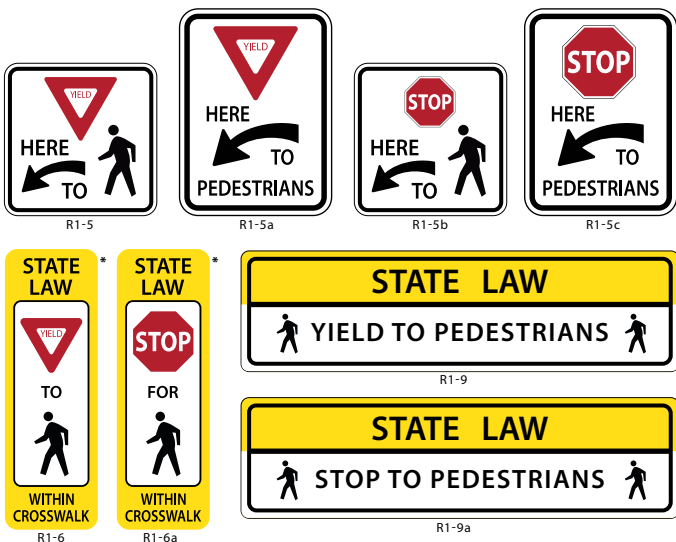 YIELD
HERE
TO
R1-5
YIELD
HERE
TO
PEDESTRIANS
R1-5a
STOP
HERE
TO
R1-5b
STOP
HERE
TO
PEDESTRIANS
R1-5c
STATE
LAW
*
YIELD
TO
WITHIN
CROSSWALK
R1-6
STATE
LAW
*
STOP
FOR
WITHIN
CROSSWALK
R1-6a
STATE LAW
YIELD TO PEDESTRIANS
R1-9
STATE LAW
STOP TO PEDESTRIANS
R1-9a